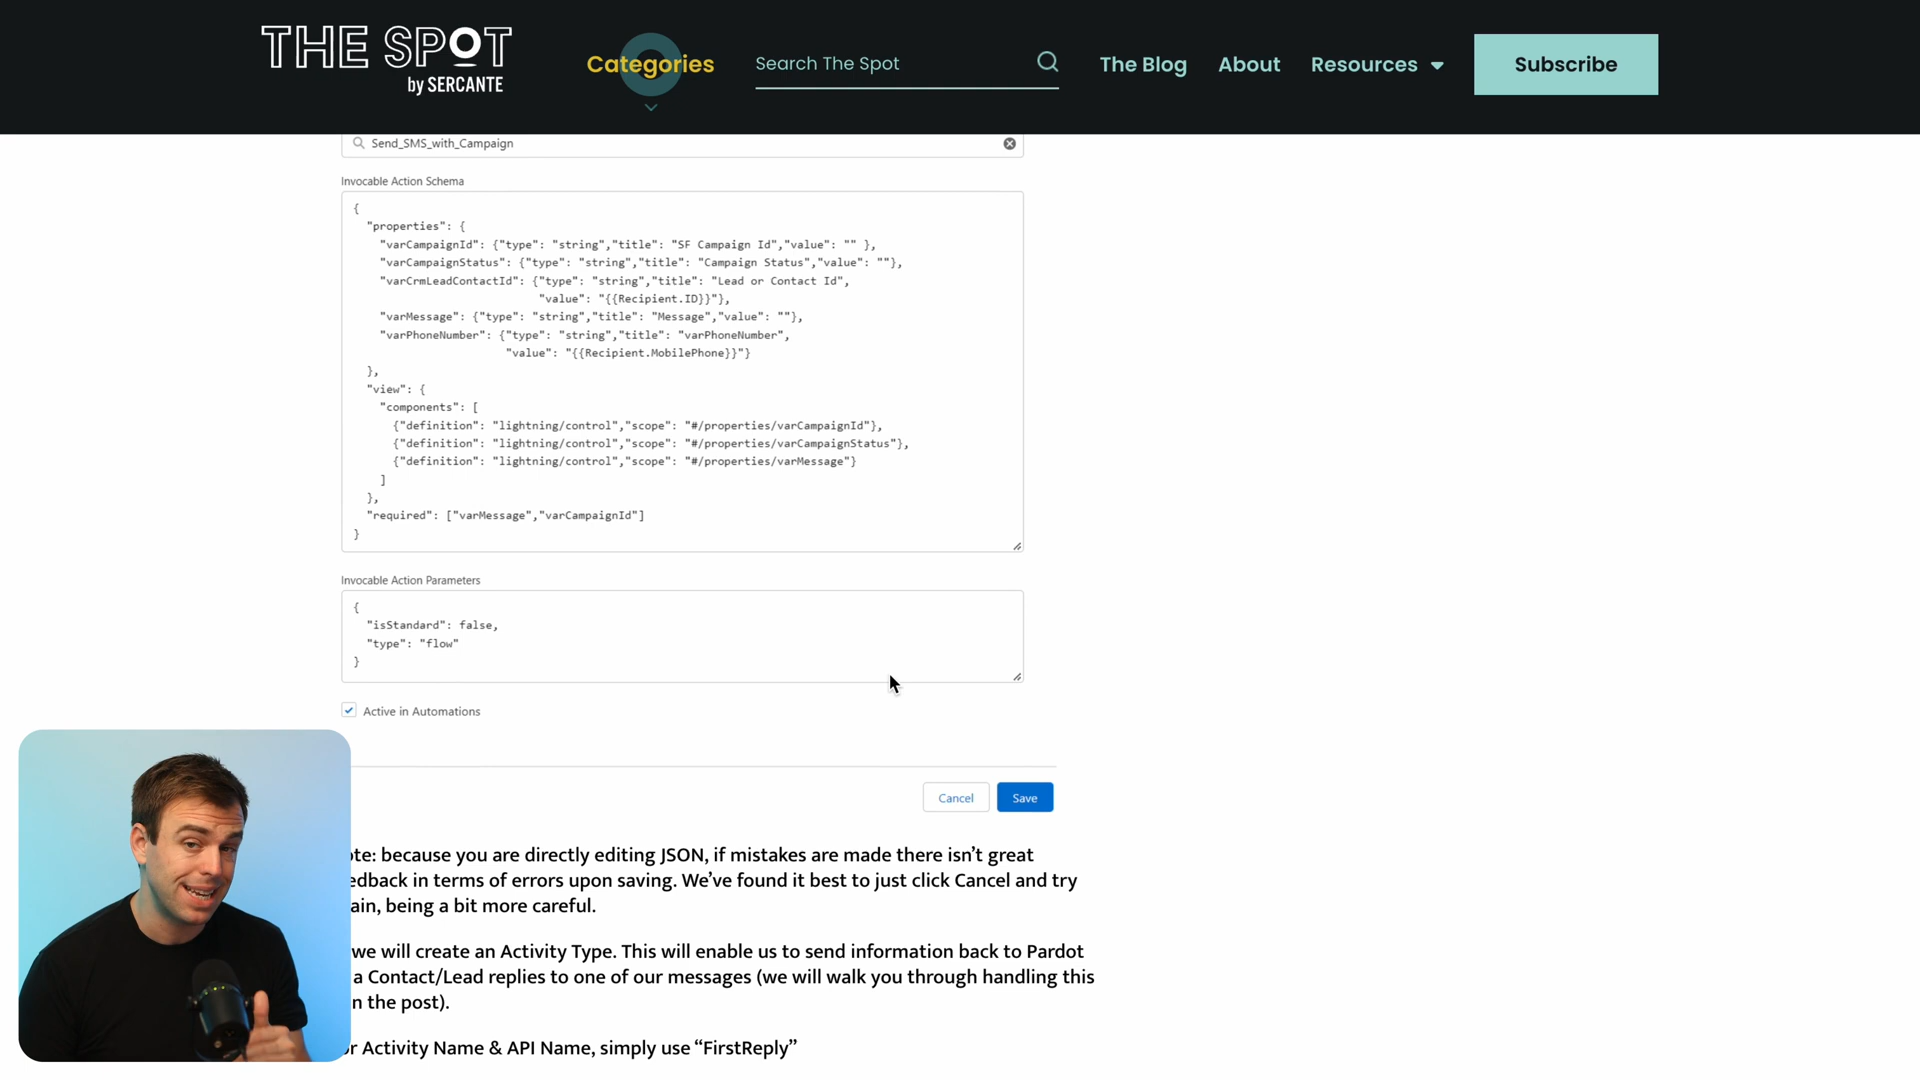 THE SPOT
by SERCANTE
Categories
Search The Spot
The Blog
About
Resources
Subscribe
Send_SMS_with_Campaign
Invocable Action Schema
{
"properties": {
"varCampaignId": {"type": "string","title": "SF Campaign Id","value": "" },
"varCampaignStatus": {"type": "string","title": "Campaign Status","value": ""},
"varCrmLeadContactId": {"type": "string","title": "Lead or Contact Id",
"value": "{{Recipient.ID}}"},
"varMessage": {"type": "string","title": "Message","value": ""},
"varPhoneNumber": {"type": "string","title": "varPhoneNumber",
"value": "{{Recipient.MobilePhone}}"}
},
"view": {
"components": [
{"definition": "lightning/control","scope": "#/properties/varCampaignId"},
{"definition": "lightning/control","scope": "#/properties/varCampaignStatus"},
{"definition": "lightning/control","scope": "#/properties/varMessage"}
]
},
"required": ["varMessage","varCampaignId"]
}
Invocable Action Parameters
{
"isStandard": false,
"type": "flow"
}
Active in Automations
Cancel
Save
ote: because you are directly editing JSON, if mistakes are made there isn’t great
edback in terms of errors upon saving. We’ve found it best to just click Cancel and try
ain, being a bit more careful.
we will create an Activity Type. This will enable us to send information back to Pardot
a Contact/Lead replies to one of our messages (we will walk you through handling this
n the post).
r Activity Name & API Name, simply use “FirstReply”